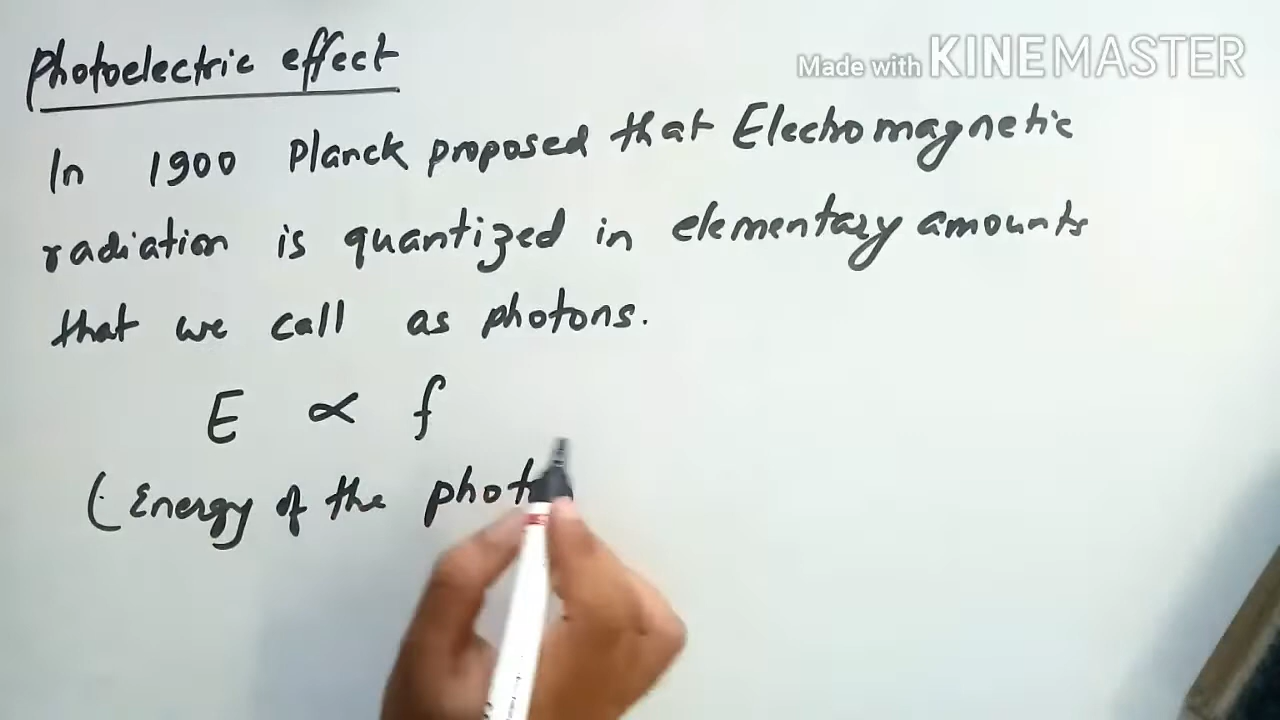 Photoelectric effect
Made with KINEMASTER
In 1900 Planck proposed that Electromagnetic
radiation is quantized in elementary amounts
that we call as photons.
E ∝ f
(Energy of the phot